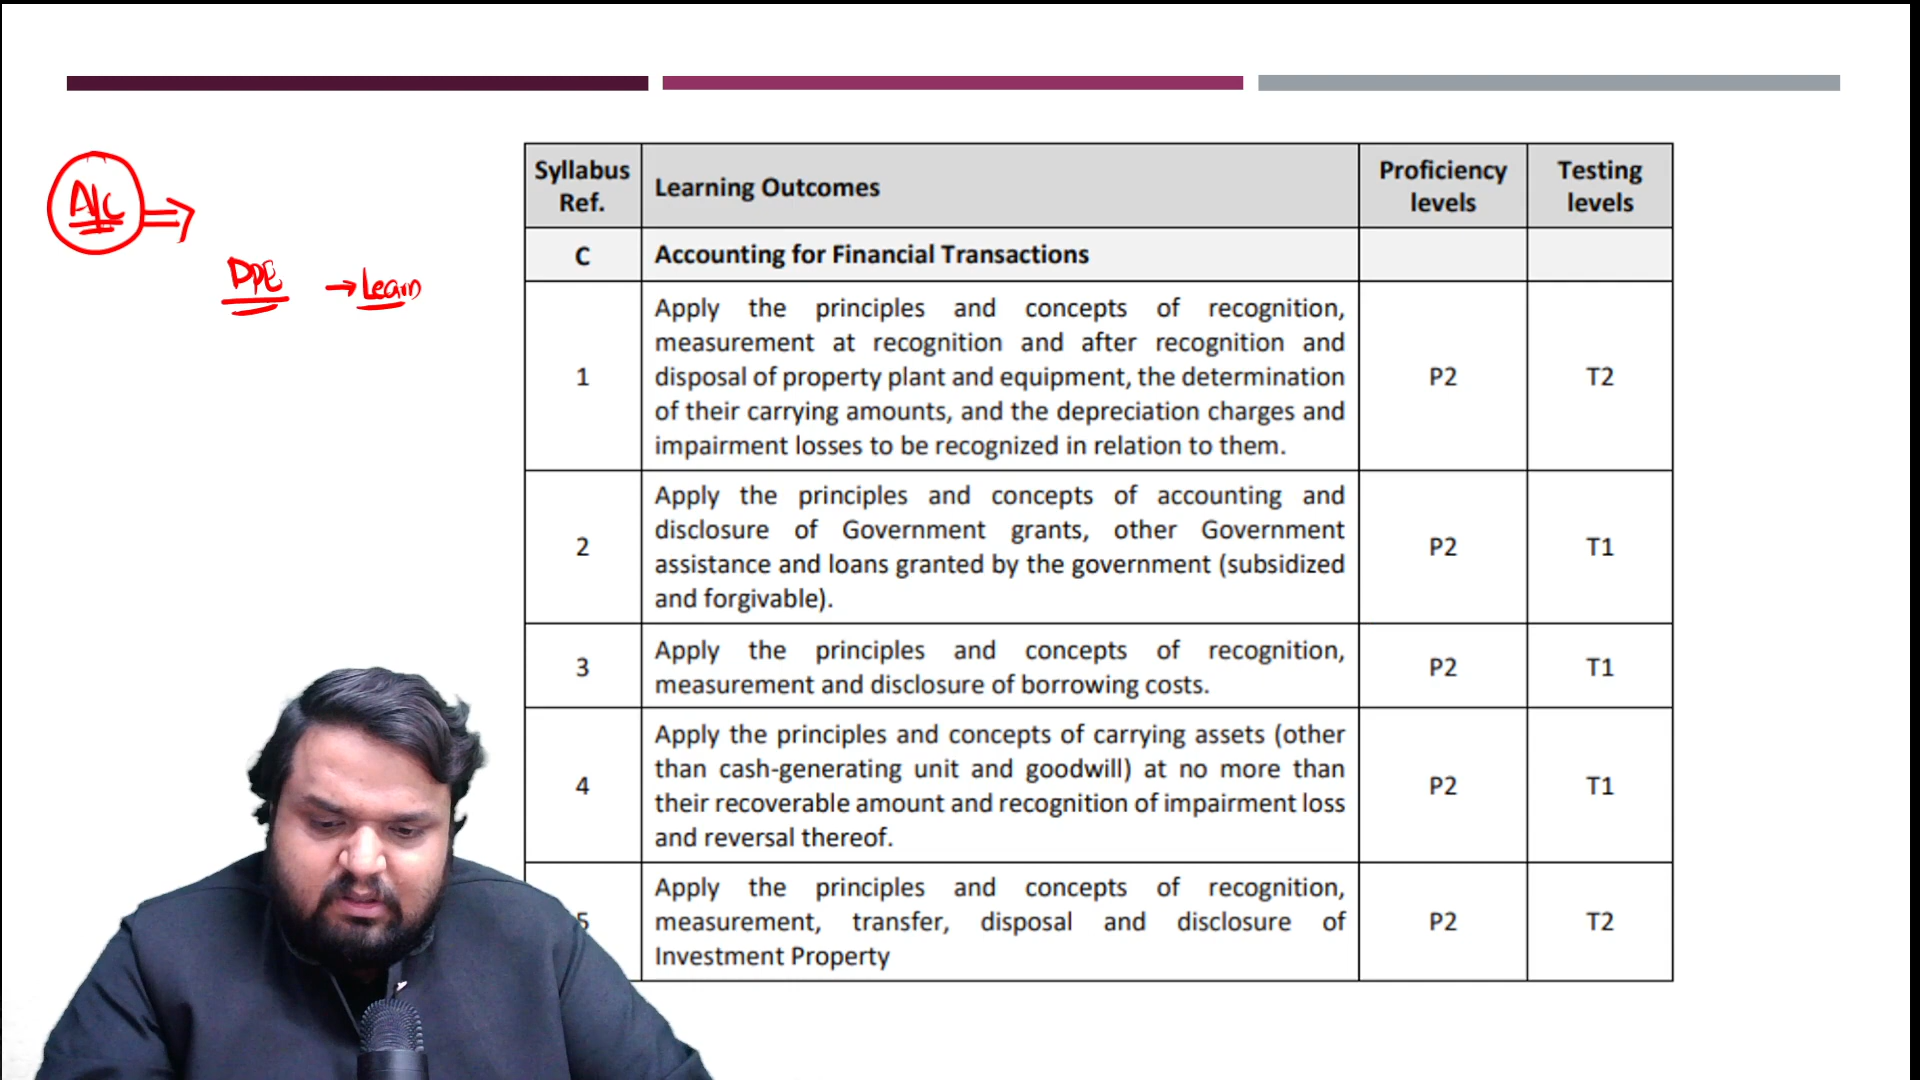 A/C
DPE → Learn
Syllabus Ref. Learning Outcomes Proficiency levels Testing levels
C Accounting for Financial Transactions
1 Apply the principles and concepts of recognition,
measurement at recognition and after recognition and
disposal of property plant and equipment, the determination
of their carrying amounts, and the depreciation charges and
impairment losses to be recognized in relation to them. P2 T2
2 Apply the principles and concepts of accounting and
disclosure of Government grants, other Government
assistance and loans granted by the government (subsidized
and forgivable). P2 T1
3 Apply the principles and concepts of recognition,
measurement and disclosure of borrowing costs. P2 T1
4 Apply the principles and concepts of carrying assets (other
than cash-generating unit and goodwill) at no more than
their recoverable amount and recognition of impairment loss
and reversal thereof. P2 T1
5 Apply the principles and concepts of recognition,
measurement, transfer, disposal and disclosure of
Investment Property P2 T2